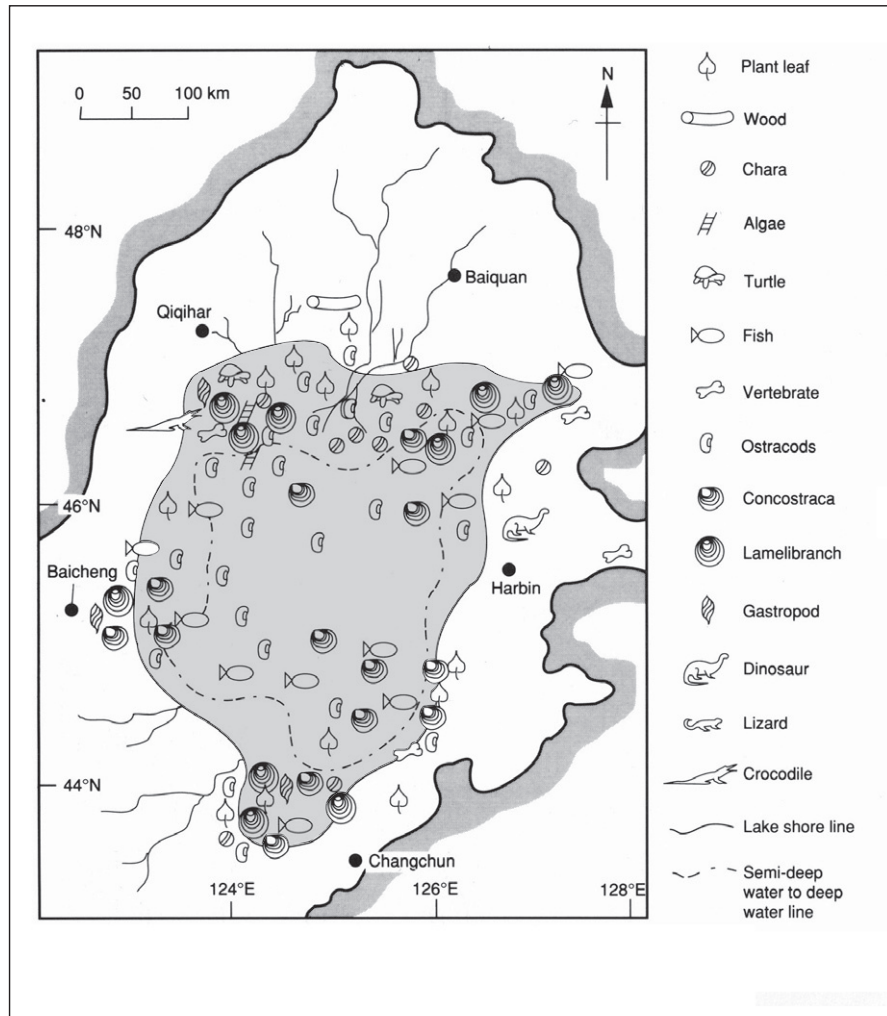 0 50 100 km
N
48°N
Baiquan
Qiqihar
46°N
Baicheng
Harbin
44°N
Changchun
124°E 126°E 128°E
Plant leaf
Wood
Chara
Algae
Turtle
Fish
Vertebrate
Ostracods
Concostraca
Lamelibranch
Gastropod
Dinosaur
Lizard
Crocodile
Lake shore line
Semi-deep
water to deep
water line